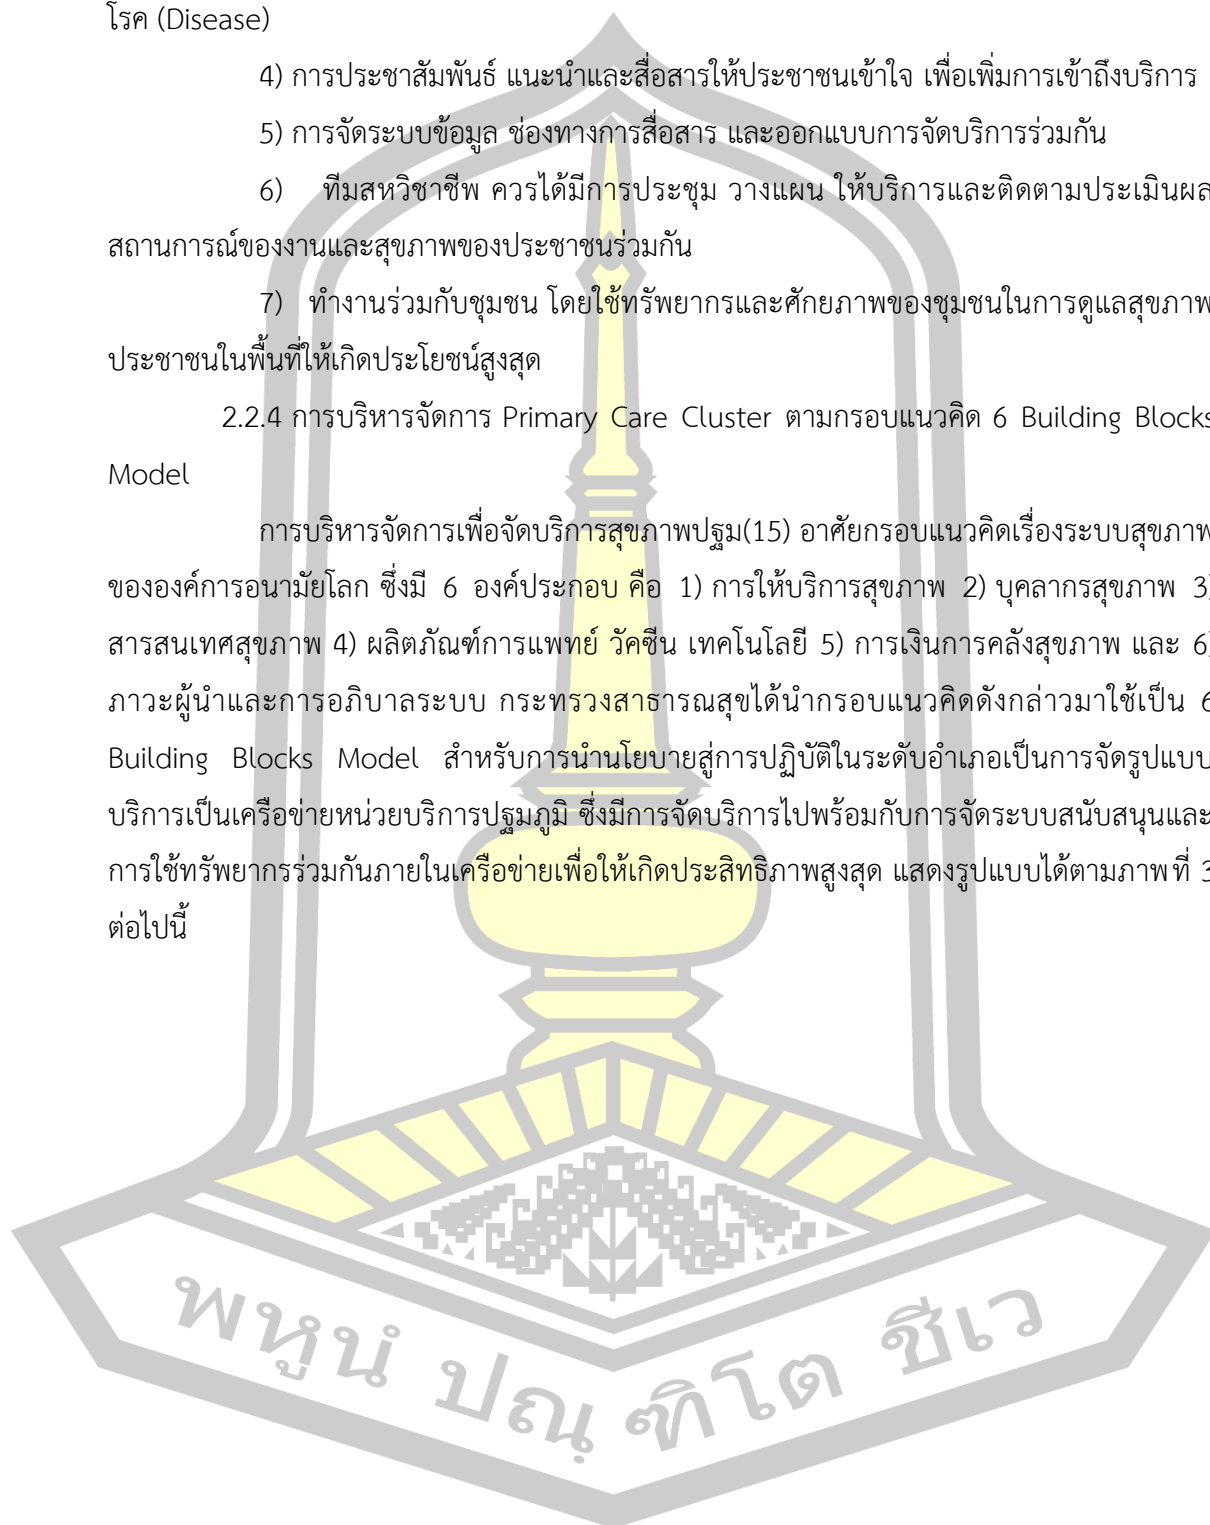 โรค (Disease)
4) การประชาสัมพันธ์ แนะนำและสื่อสารให้ประชาชนเข้าใจ เพื่อเพิ่มการเข้าถึงบริการ
5) การจัดระบบข้อมูล ช่องทางการสื่อสาร และออกแบบการจัดบริการร่วมกัน
6) ทีมสหวิชาชีพ ควรได้มีการประชุม วางแผน ให้บริการและติดตามประเมินผล
สถานการณ์ของงานและสุขภาพของประชาชนร่วมกัน
7) ทำงานร่วมกับชุมชน โดยใช้ทรัพยากรและศักยภาพของชุมชนในการดูแลสุขภาพ
ประชาชนในพื้นที่ให้เกิดประโยชน์สูงสุด
2.2.4 การบริหารจัดการ Primary Care Cluster ตามกรอบแนวคิด 6 Building Blocks
Model
การบริหารจัดการเพื่อจัดบริการสุขภาพปฐม(15) อาศัยกรอบแนวคิดเรื่องระบบสุขภาพ
ขององค์การอนามัยโลก ซึ่งมี 6 องค์ประกอบ คือ 1) การให้บริการสุขภาพ 2) บุคลากรสุขภาพ 3)
สารสนเทศสุขภาพ 4) ผลิตภัณฑ์การแพทย์ วัคซีน เทคโนโลยี 5) การเงินการคลังสุขภาพ และ 6)
ภาวะผู้นำและการอภิบาลระบบ กระทรวงสาธารณสุขได้นำกรอบแนวคิดดังกล่าวมาใช้เป็น 6
Building Blocks Model สำหรับการนำนโยบายสู่การปฏิบัติในระดับอำเภอเป็นการจัดรูปแบบ
บริการเป็นเครือข่ายหน่วยบริการปฐมภูมิ ซึ่งมีการจัดบริการไปพร้อมกับการจัดระบบสนับสนุนและ
การใช้ทรัพยากรร่วมกันภายในเครือข่ายเพื่อให้เกิดประสิทธิภาพสูงสุด แสดงรูปแบบได้ตามภาพที่ 3
ต่อไปนี้
พหูนํ ปณฺฑิโต ชีเว